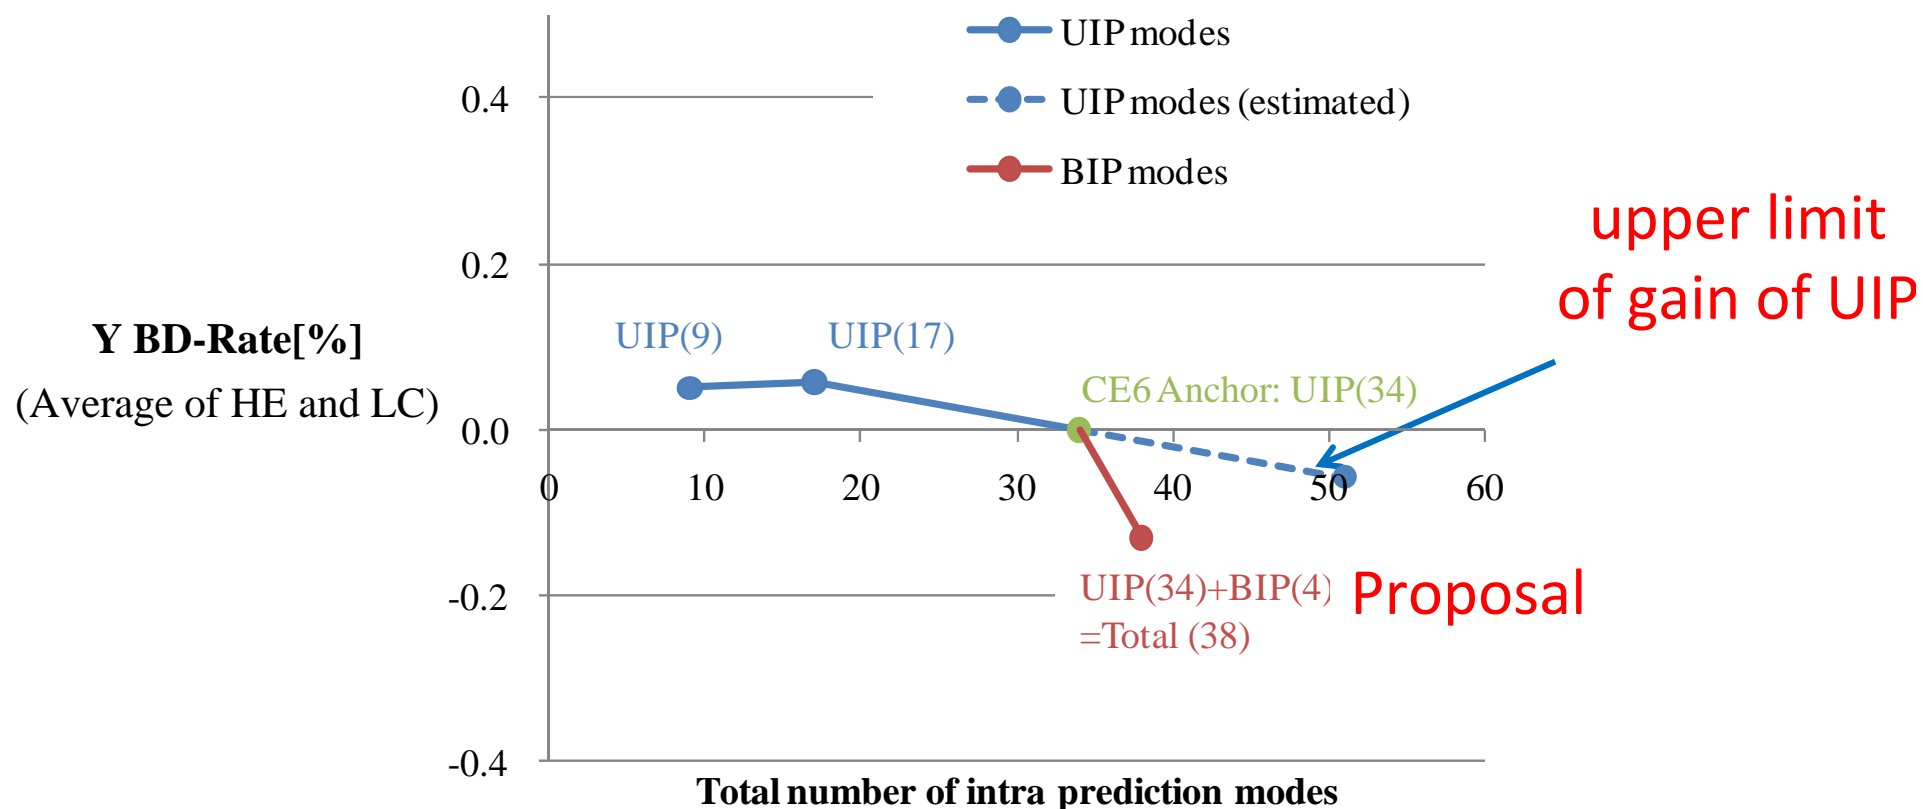 UIP modes
UIP modes (estimated)
BIP modes
upper limit
of gain of UIP
0.4
0.2
0.0
-0.2
-0.4
Y BD-Rate[%]
(Average of HE and LC)
UIP(9)
UIP(17)
CE6 Anchor: UIP(34)
0
10
20
30
40
50
60
UIP(34)+BIP(4)
=Total (38)
Proposal
Total number of intra prediction modes